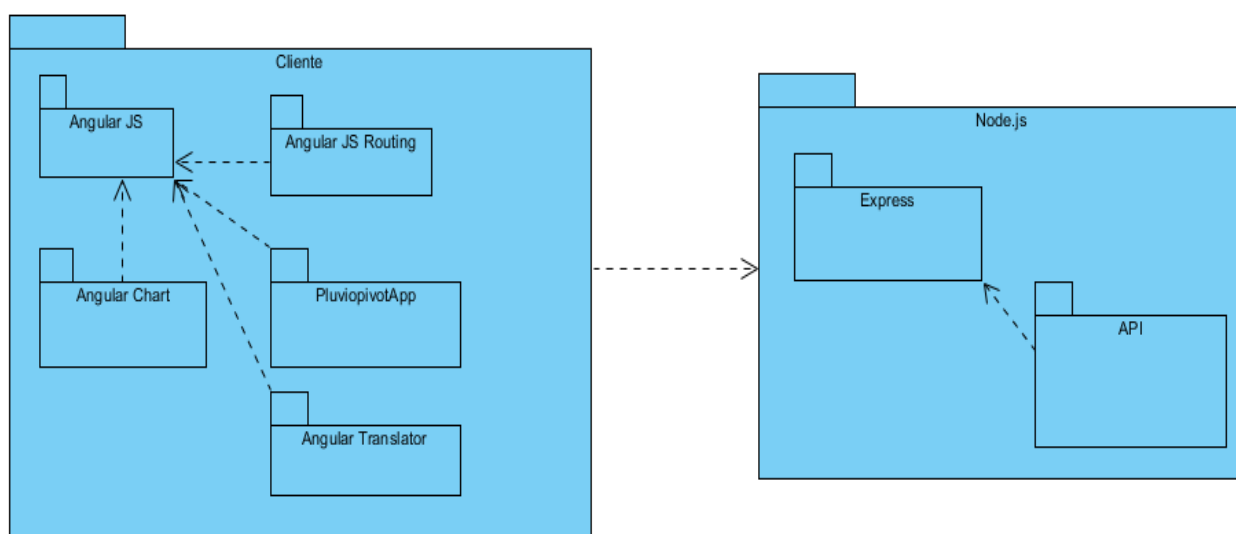 Cliente
Angular JS
Angular JS Routing
Angular Chart
PluviopivotApp
Angular Translator
Node.js
Express
API